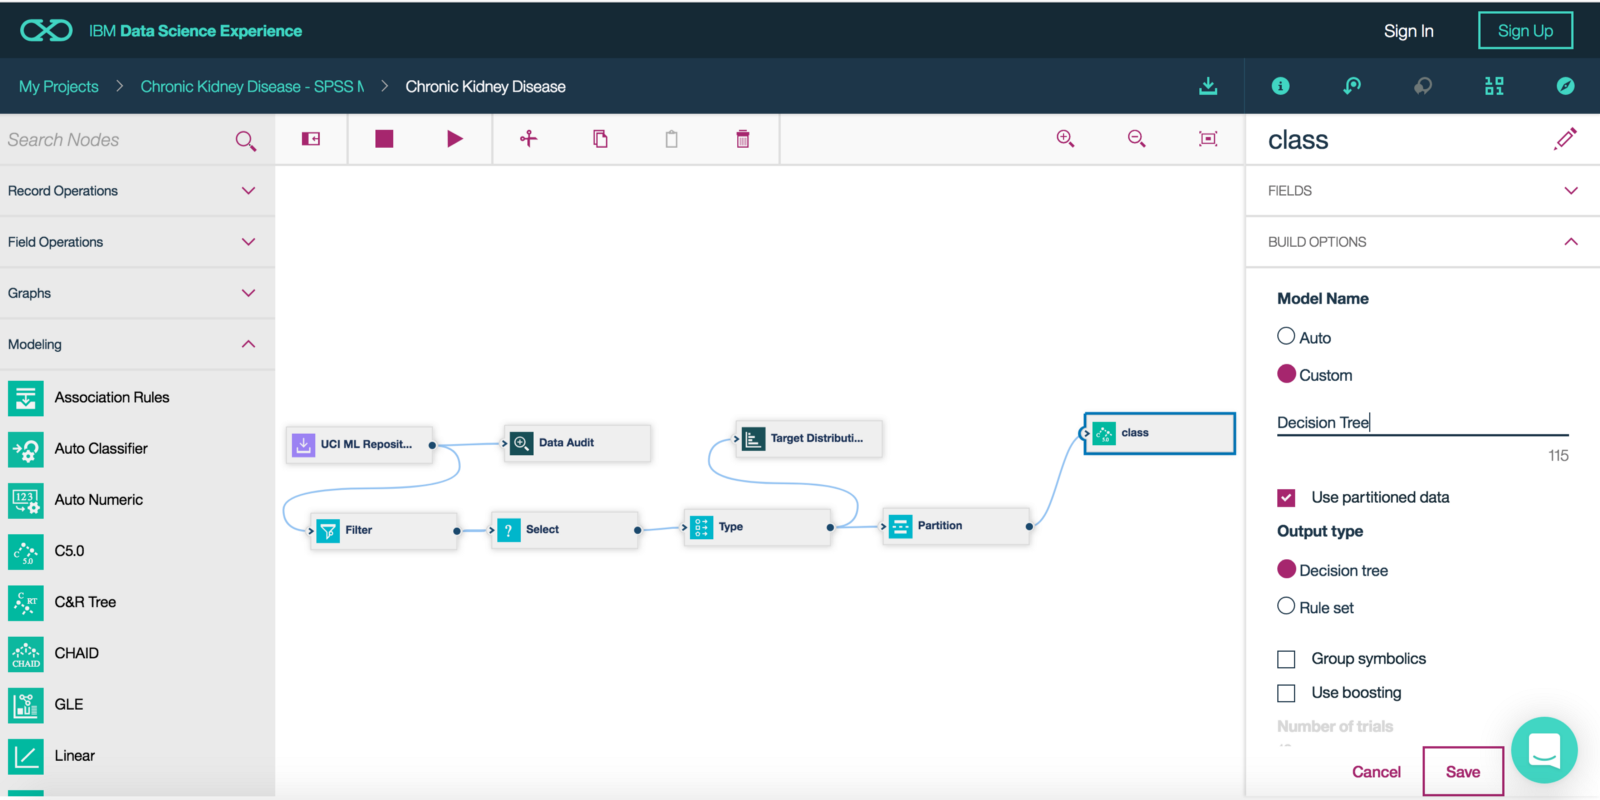 IBM Data Science Experience
Sign In
Sign Up
My Projects > Chronic Kidney Disease - SPSS M > Chronic Kidney Disease
Search Nodes
Record Operations
Field Operations
Graphs
Modeling
Association Rules
Auto Classifier
Auto Numeric
C5.0
C&R Tree
CHAID
CHAID
GLE
Linear
UCI ML Reposit...
Data Audit
Target Distributi...
class
Filter
Select
Type
Partition
class
FIELDS
BUILD OPTIONS
Model Name
Auto
Custom
Decision Tree
115
Use partitioned data
Output type
Decision tree
Rule set
Group symbolics
Use boosting
Number of trials
Cancel
Save